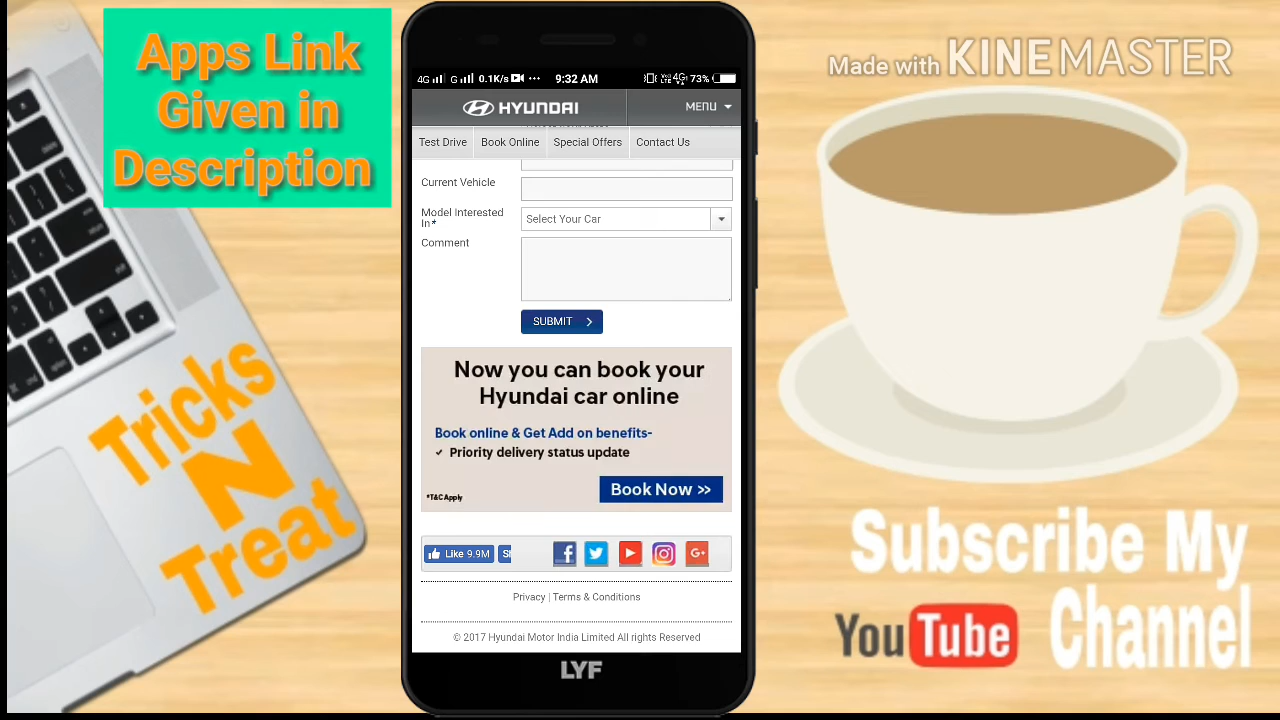 Apps Link
Given in
Description
Made with KINEMASTER
4G G 0.1K/s 9:32 AM 73%
HYUNDAI MENU
Test Drive Book Online Special Offers Contact Us
Current Vehicle
Model Interested
In* Select Your Car
Comment
SUBMIT >
Now you can book your
Hyundai car online
Book online & Get Add on benefits-
✓ Priority delivery status update
Book Now >>
*T&C Apply
Like 9.9M
G+
Privacy | Terms & Conditions
© 2017 Hyundai Motor India Limited All rights Reserved
LYF
Tricks
N
Treat
Subscribe My
YouTube Channel